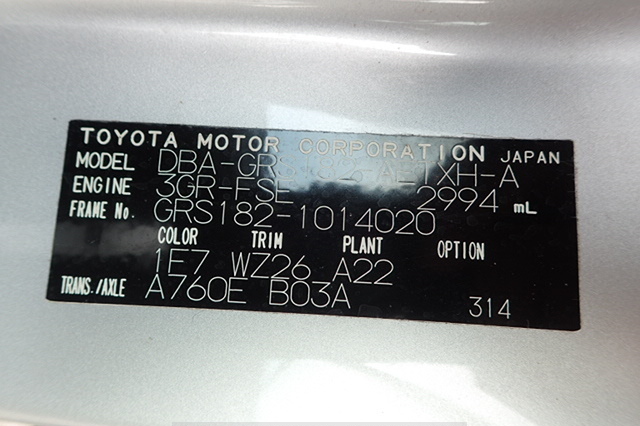 TOYOTA MOTOR CORPORATION JAPAN
MODEL DBA-GRS182-AETXH-A
ENGINE 3GR-FSE 2994 mL
FRAME No. GRS182-1014020
COLOR TRIM PLANT OPTION
1E7 WZ26 A22
TRANS./AXLE A760E B03A
314